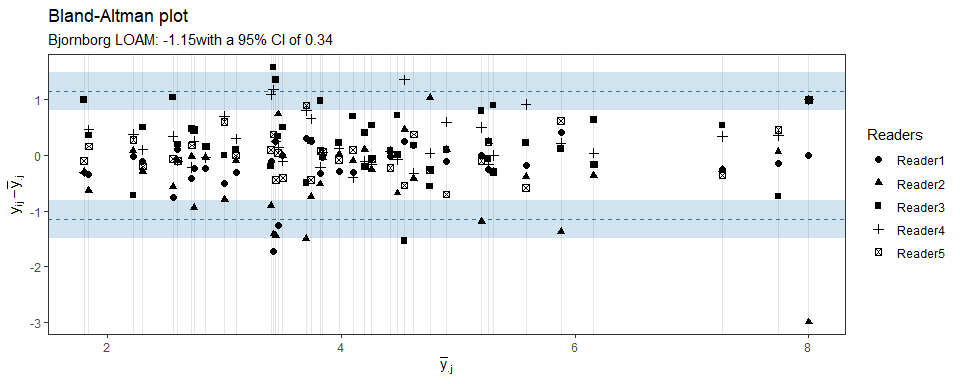 Bland-Altman plot
Bjornborg LOAM: -1.15with a 95% CI of 0.34
1
0
-1
-2
-3
y̅ij − y̅.j
2
4
6
8
y̅.j
Readers
Reader1
Reader2
Reader3
Reader4
Reader5